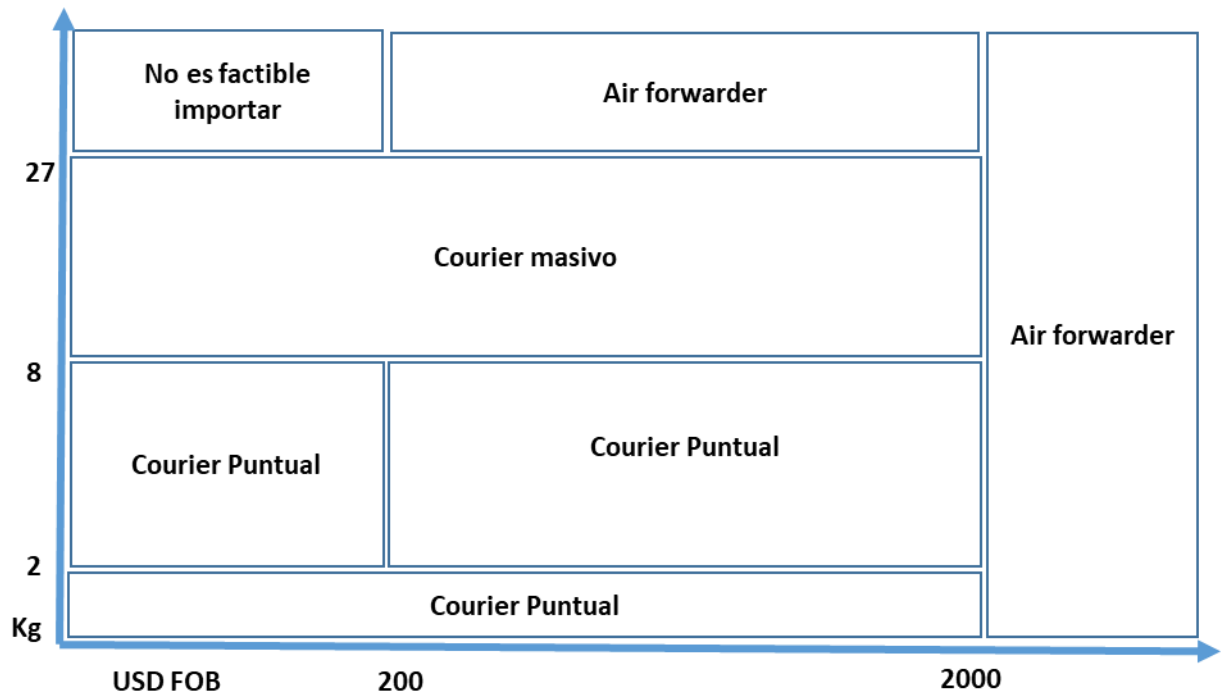 No es factible
importar
Air forwarder
27
Courier masivo
Air forwarder
8
Courier Puntual
Courier Puntual
2
Courier Puntual
Kg
USD FOB
200
2000